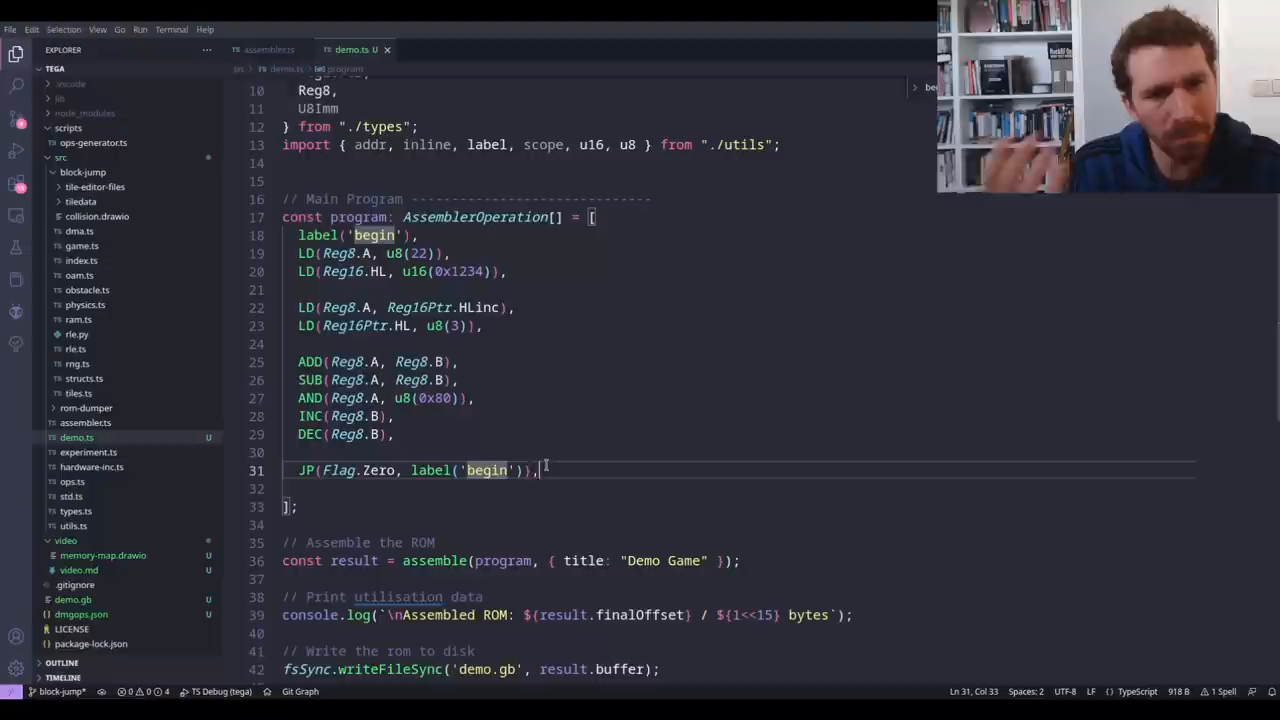 File Edit Selection View Go Run Terminal Help
EXPLORER
assembler.ts
demo.ts U
TEGA
src
demo.ts
program
.vscode
lib
node_modules
scripts
ops-generator.ts
src
block-jump
tile-editor-files
tiledata
collision.drawio
dma.ts
game.ts
index.ts
oam.ts
obstacle.ts
physics.ts
ram.ts
rle.py
rle.ts
rng.ts
structs.ts
tiles.ts
rom-dumper
assembler.ts
demo.ts U
experiment.ts
hardware-inc.ts
ops.ts
std.ts
types.ts
utils.ts
video
memory-map.drawio U
video.md U
.gitignore
demo.gb U
dmgops.json U
LICENSE
package-lock.json
OUTLINE
TIMELINE
10 Reg8,
11 U8Imm
12 } from "./types";
13 import { addr, inline, label, scope, u16, u8 } from "./utils";
14
15
16 // Main Program ------------------------------
17 const program: AssemblerOperation[] = [
18 label('begin'),
19 LD(Reg8.A, u8(22)),
20 LD(Reg16.HL, u16(0x1234)),
21
22 LD(Reg8.A, Reg16Ptr.HLinc),
23 LD(Reg16Ptr.HL, u8(3)),
24
25 ADD(Reg8.A, Reg8.B),
26 SUB(Reg8.A, Reg8.B),
27 AND(Reg8.A, u8(0x80)),
28 INC(Reg8.B),
29 DEC(Reg8.B),
30
31 JP(Flag.Zero, label('begin')),
32
33 ];
34
35 // Assemble the ROM
36 const result = assemble(program, { title: "Demo Game" });
37
38 // Print utilisation data
39 console.log(`\nAssembled ROM: ${result.finalOffset} / ${1<<15} bytes`);
40
41 // Write the rom to disk
42 fsSync.writeFileSync('demo.gb', result.buffer);
block-jump* 0 0 4 TS Debug (tega) Git Graph Ln 31, Col 33 Spaces: 2 UTF-8 LF TypeScript 918 B 1 Spell